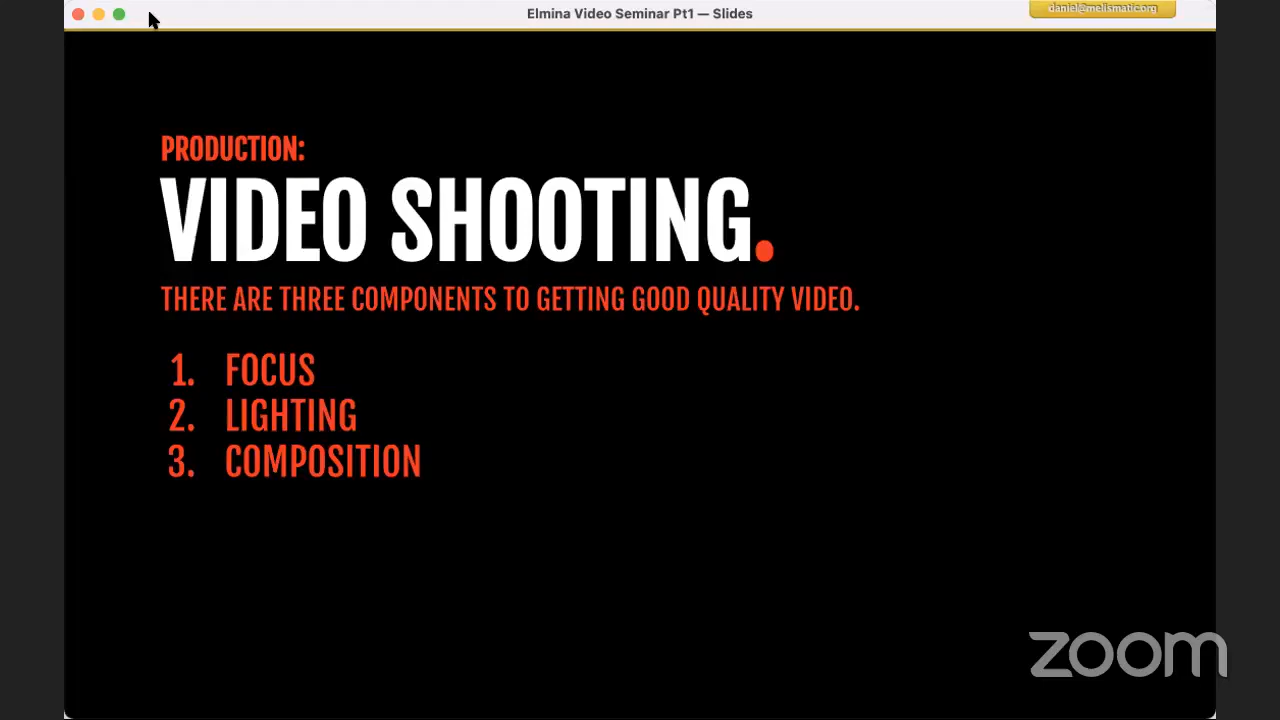 Elmina Video Seminar Pt1 — Slides
daniel@melismatic.org
PRODUCTION:
VIDEO SHOOTING.
THERE ARE THREE COMPONENTS TO GETTING GOOD QUALITY VIDEO.
1. FOCUS
2. LIGHTING
3. COMPOSITION
zoom